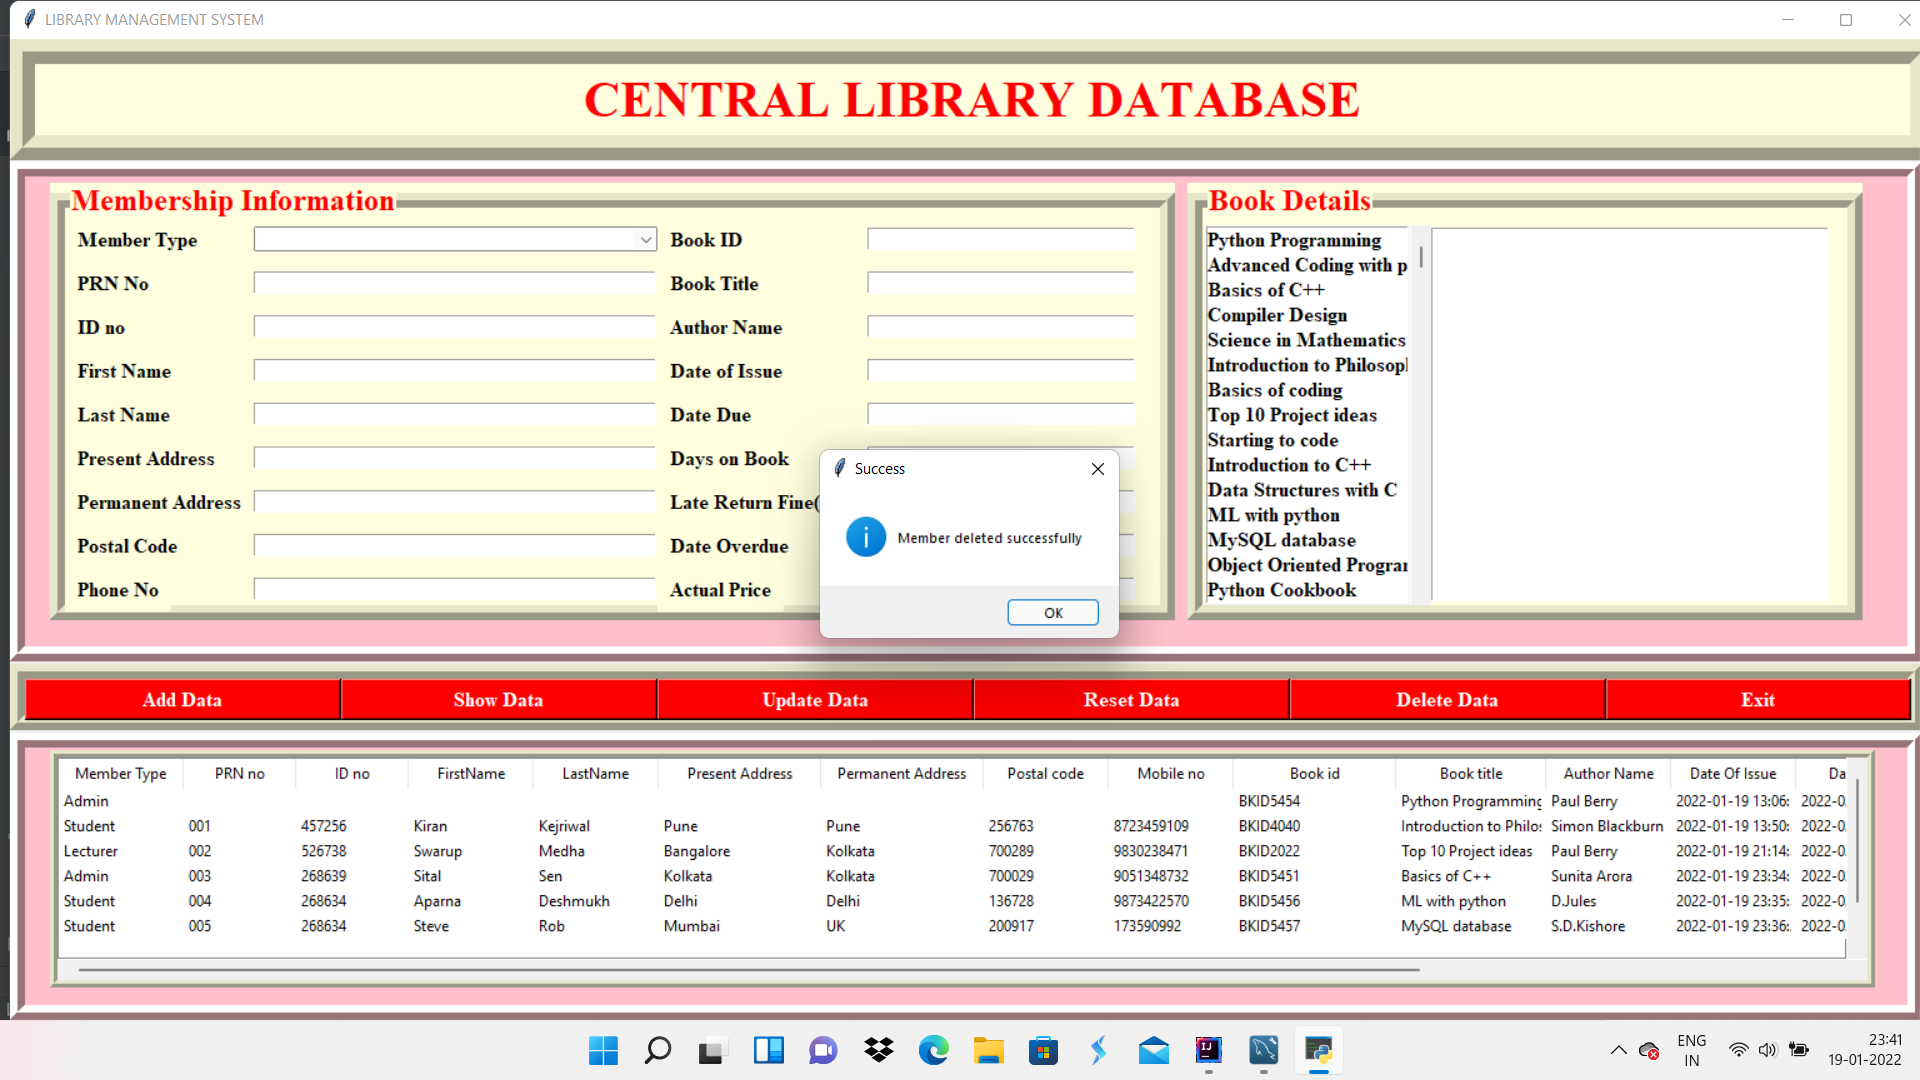 LIBRARY MANAGEMENT SYSTEM
CENTRAL LIBRARY DATABASE
Membership Information
Member Type
PRN No
ID no
First Name
Last Name
Present Address
Permanent Address
Postal Code
Phone No
Book ID
Book Title
Author Name
Date of Issue
Date Due
Days on Book
Late Return Fine(
Date Overdue
Actual Price
Book Details
Python Programming
Advanced Coding with p
Basics of C++
Compiler Design
Science in Mathematics
Introduction to Philosop
Basics of coding
Top 10 Project ideas
Starting to code
Introduction to C++
Data Structures with C
ML with python
MySQL database
Object Oriented Progra
Python Cookbook
Success
Member deleted successfully
OK
Add Data Show Data Update Data Reset Data Delete Data Exit
Member Type PRN no ID no FirstName LastName Present Address Permanent Address Postal code Mobile no Book id Book title Author Name Date Of Issue Da
Admin BKID5454 Python Programming Paul Berry 2022-01-19 13:06: 2022-0
Student 001 457256 Kiran Kejriwal Pune Pune 256763 8723459109 BKID4040 Introduction to Philo Simon Blackburn 2022-01-19 13:50: 2022-0
Lecturer 002 526738 Swarup Medha Bangalore Kolkata 700289 9830238471 BKID2022 Top 10 Project ideas Paul Berry 2022-01-19 21:14: 2022-0
Admin 003 268639 Sital Sen Kolkata Kolkata 700029 9051348732 BKID5451 Basics of C++ Sunita Arora 2022-01-19 23:34: 2022-0
Student 004 268634 Aparna Deshmukh Delhi Delhi 136728 9873422570 BKID5456 ML with python D.Jules 2022-01-19 23:35: 2022-0
Student 005 268634 Steve Rob Mumbai UK 200917 173590992 BKID5457 MySQL database S.D.Kishore 2022-01-19 23:36: 2022-0
IJ
ENG
IN
23:41
19-01-2022